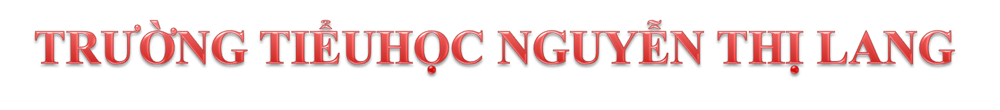 TRƯỜNG TIỂUHỌC NGUYỄN THỊ LANG